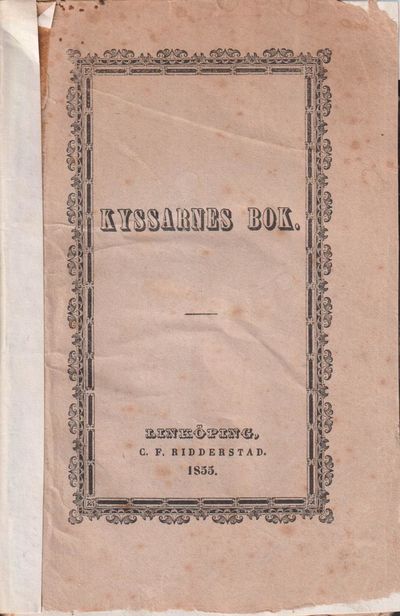 KYSSARNES BOK.
LINKÖPING,
C. F. RIDDERSTAD.
1855.